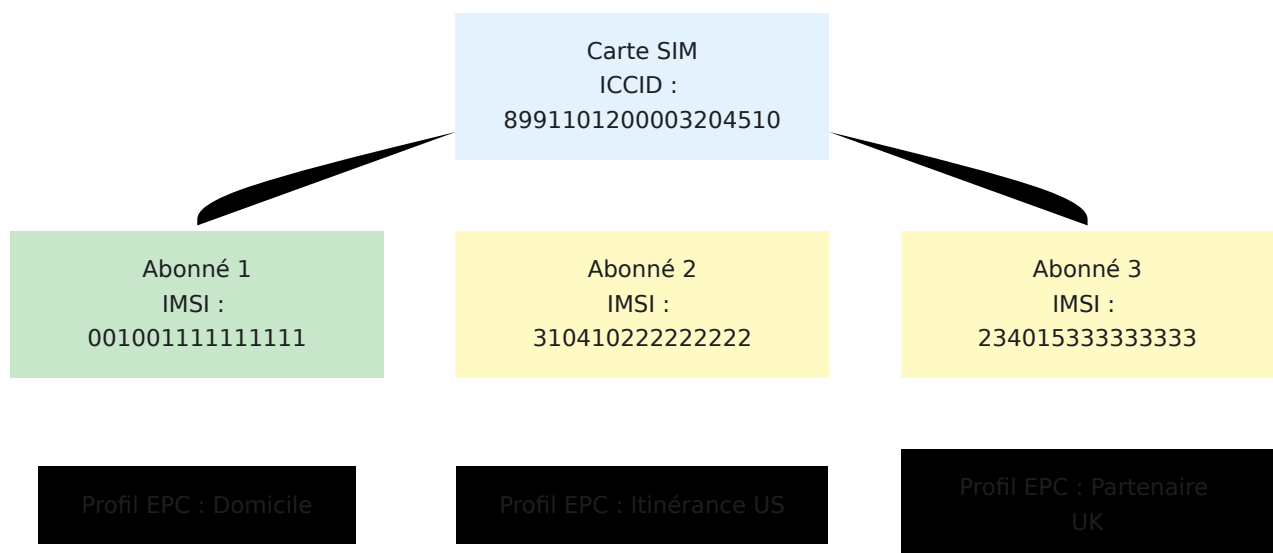 Carte SIM
ICCID :
8991101200003204510
Abonné 1
IMSI :
001001111111111
Abonné 2
IMSI :
310410222222222
Abonné 3
IMSI :
234015333333333
Profil EPC : Domicile
Profil EPC : Itinérance US
Profil EPC : Partenaire
UK